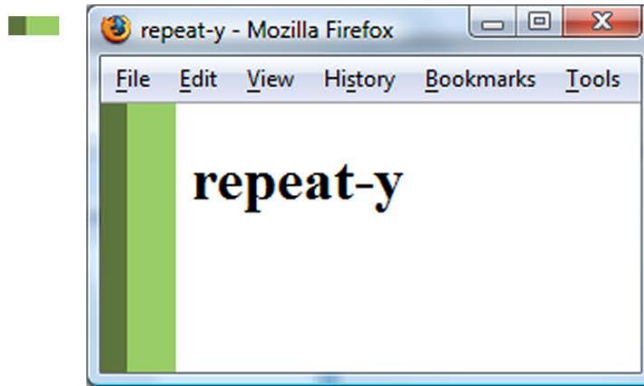 repeat-y - Mozilla Firefox
File Edit View History Bookmarks Tools
repeat-y